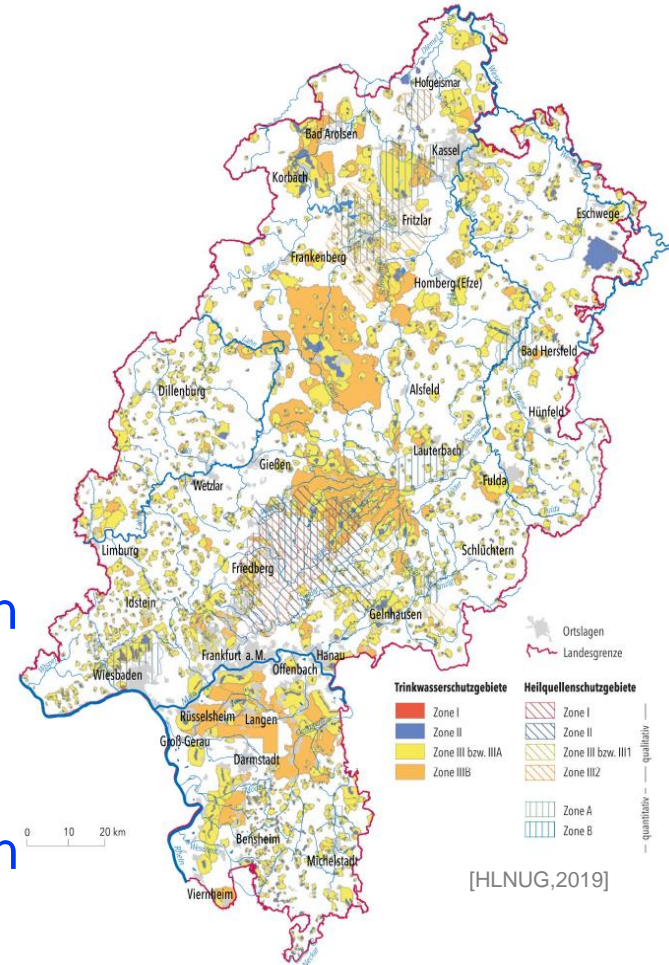 Hofgeismar
Bad Arolsen
Kassel
Korbach
Fritzlar
Eschwege
Frankenberg
Homberg (Efze)
Bad Hersfeld
Dillenburg
Alsfeld
Hünfeld
Gießen
Lauterbach
Wetzlar
Fulda
Limburg
Friedberg
Schlüchtern
Idstein
Gelnhausen
Frankfurt a.M.
Hanau
Wiesbaden
Offenbach
Rüsselsheim
Langen
Groß-Gerau
Darmstadt
Bensheim
Michelstadt
Viernheim
Rhein
Neckar
n
n
0 10 20 km
Ortslagen
Landesgrenze
Trinkwasserschutzgebiete
Zone I
Zone II
Zone III bzw. IIIA
Zone IIIB
Heilquellenschutzgebiete
Zone I
Zone II
Zone III bzw. III1
Zone III2
Zone A
Zone B
qualitativ
quantitativ
[HLNUG,2019]